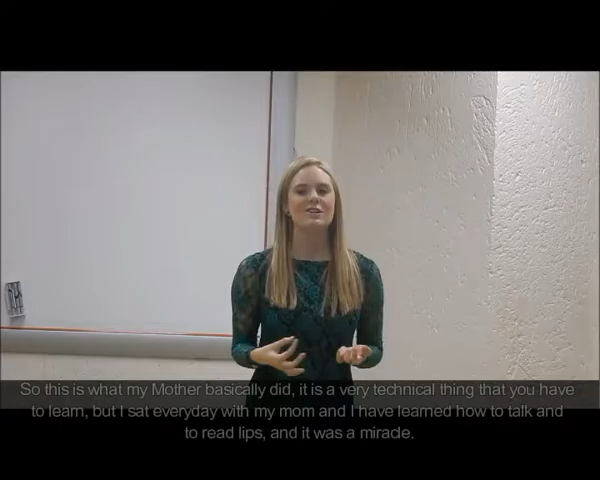 So this is what my Mother basically did, it is a very technical thing that you have
to learn, but I sat everyday with my mom and I have learned how to talk and
to read lips, and it was a miracle.